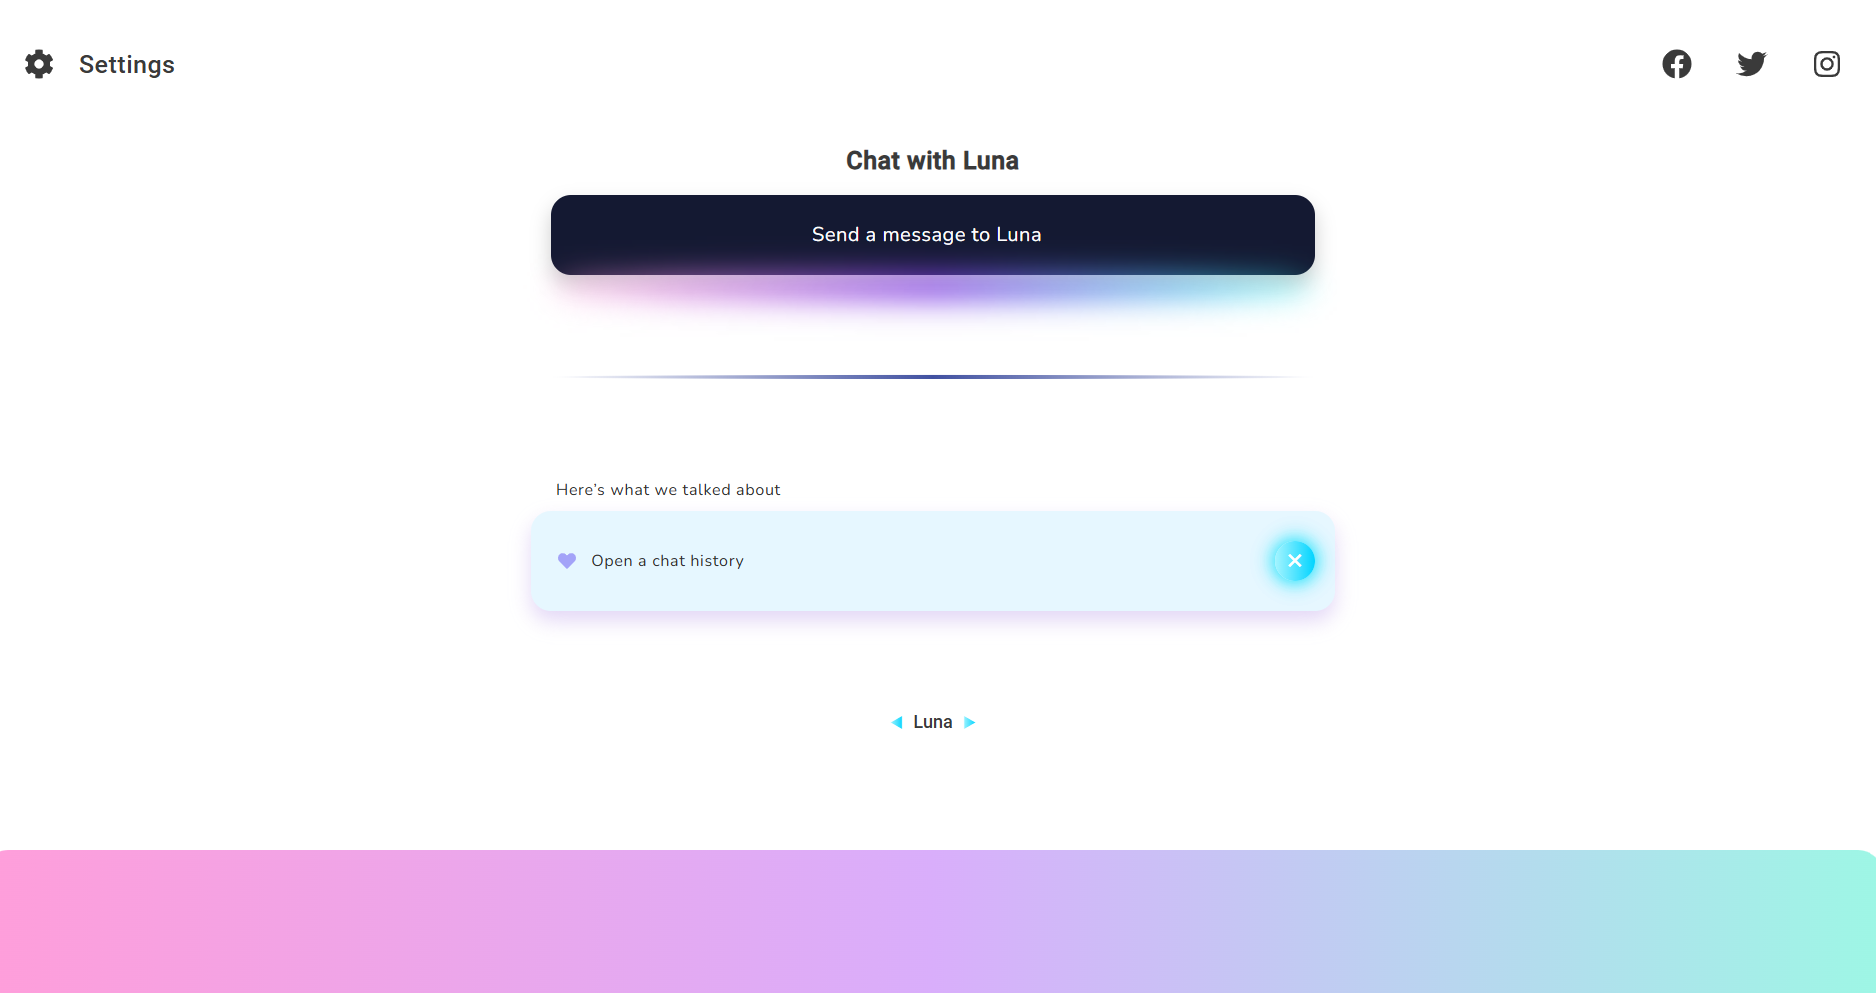 Settings
Chat with Luna
Send a message to Luna
Here's what we talked about
Open a chat history
Luna